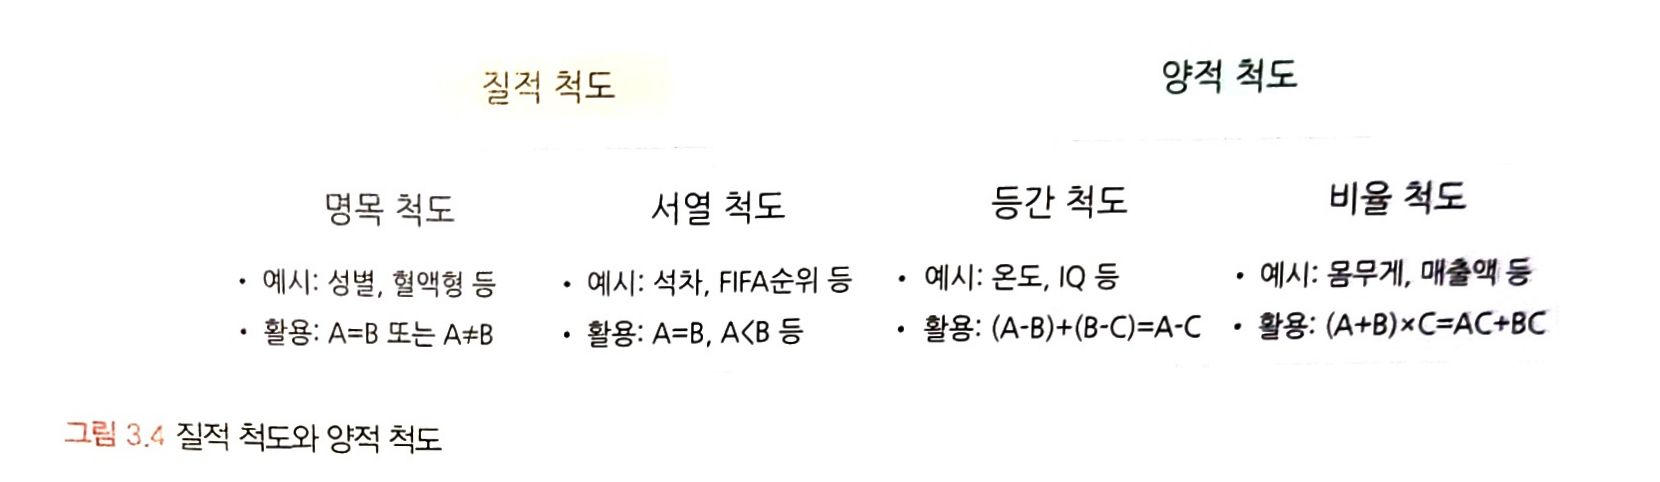 질적 척도
양적 척도
명목 척도
• 예시: 성별, 혈액형 등
• 활용: A=B 또는 A≠B
서열 척도
• 예시: 석차, FIFA순위 등
• 활용: A=B, A<B 등
등간 척도
• 예시: 온도, IQ 등
• 활용: (A-B)+(B-C)=A-C
비율 척도
• 예시: 몸무게, 매출액 등
• 활용: (A+B)×C=AC+BC
그림 3.4 질적 척도와 양적 척도